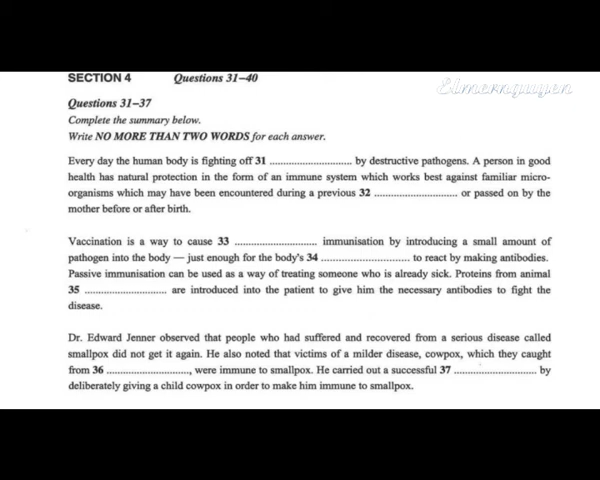 SECTION 4 Questions 31–40
Elmernguyen
Questions 31–37
Complete the summary below.
Write NO MORE THAN TWO WORDS for each answer.
Every day the human body is fighting off 31 ............................ by destructive pathogens. A person in good
health has natural protection in the form of an immune system which works best against familiar micro-
organisms which may have been encountered during a previous 32 ............................ or passed on by the
mother before or after birth.
Vaccination is a way to cause 33 ............................ immunisation by introducing a small amount of
pathogen into the body — just enough for the body's 34 ............................ to react by making antibodies.
Passive immunisation can be used as a way of treating someone who is already sick. Proteins from animal
35 ............................ are introduced into the patient to give him the necessary antibodies to fight the
disease.
Dr. Edward Jenner observed that people who had suffered and recovered from a serious disease called
smallpox did not get it again. He also noted that victims of a milder disease, cowpox, which they caught
from 36 ............................, were immune to smallpox. He carried out a successful 37 ............................ by
deliberately giving a child cowpox in order to make him immune to smallpox.